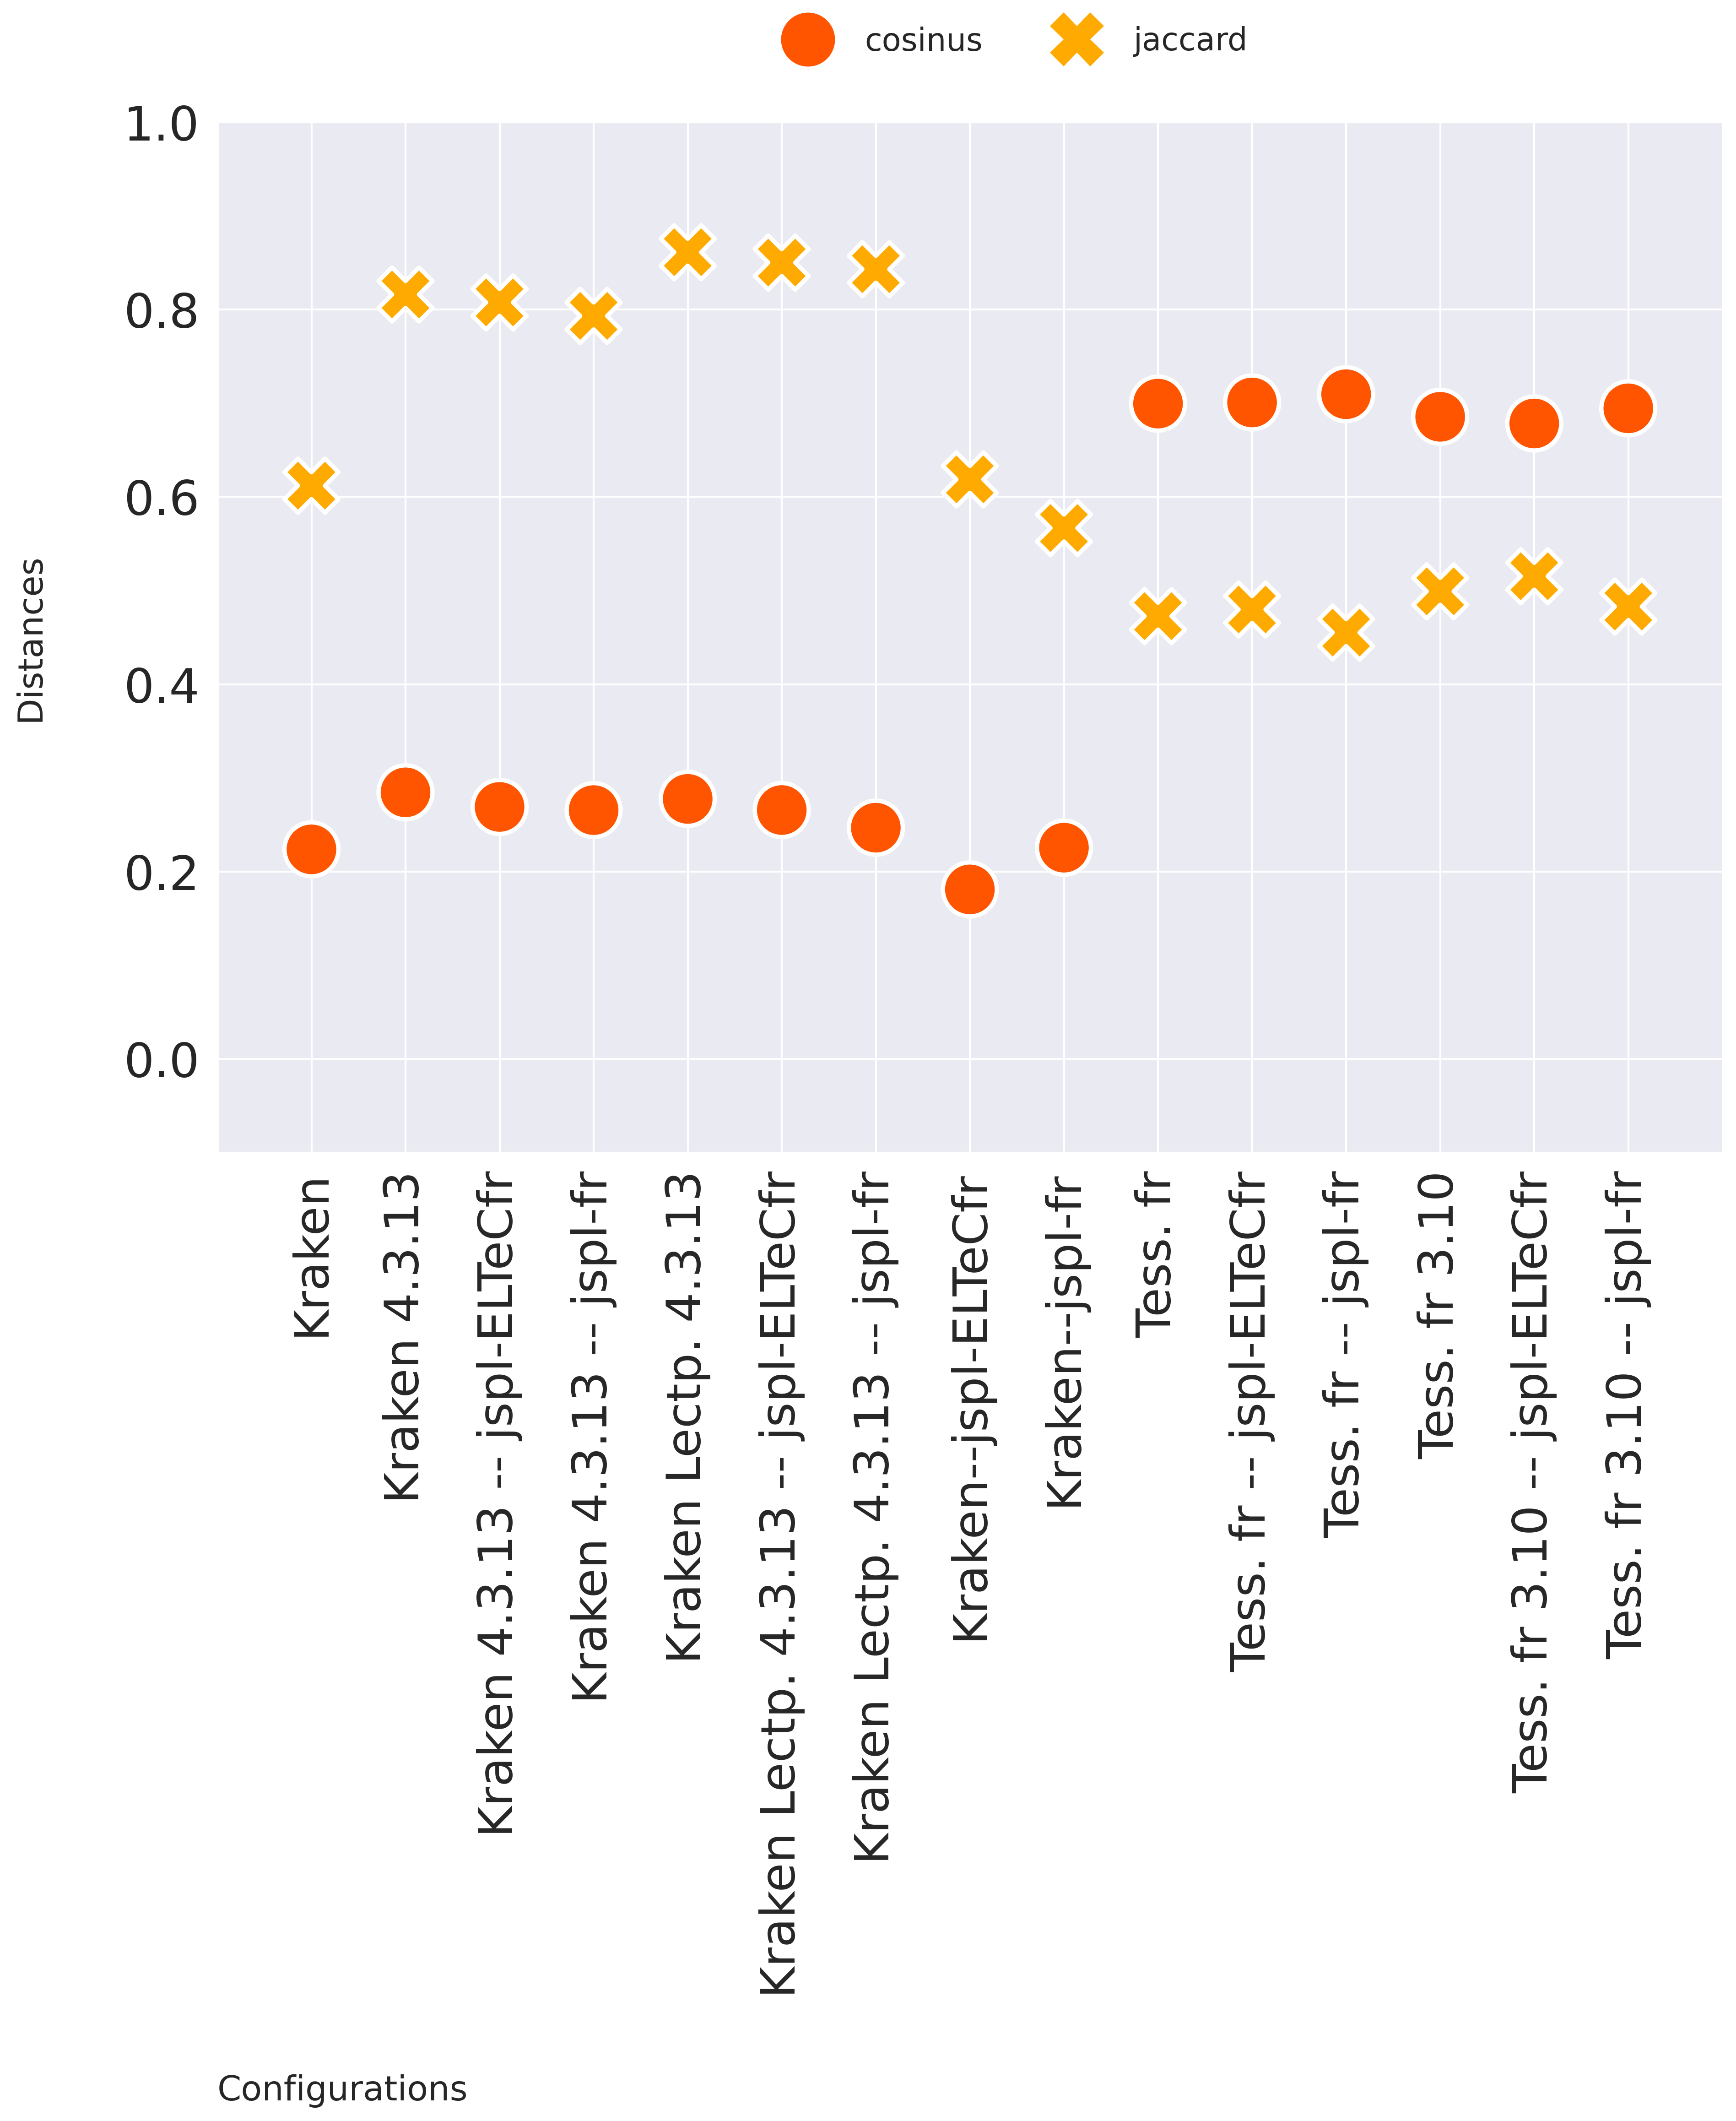 cosinus jaccard
1.0
0.8
0.6
0.4
0.2
0.0
Distances
Kraken
Kraken 4.3.13
Kraken 4.3.13 -- jspl-ELTeCfr
Kraken 4.3.13 -- jspl-fr
Kraken Lectp. 4.3.13
Kraken Lectp. 4.3.13 -- jspl-ELTeCfr
Kraken Lectp. 4.3.13 -- jspl-fr
Kraken--jspl-ELTeCfr
Kraken--jspl-fr
Tess. fr
Tess. fr -- jspl-ELTeCfr
Tess. fr -- jspl-fr
Tess. fr 3.10
Tess. fr 3.10 -- jspl-ELTeCfr
Tess. fr 3.10 -- jspl-fr
Configurations